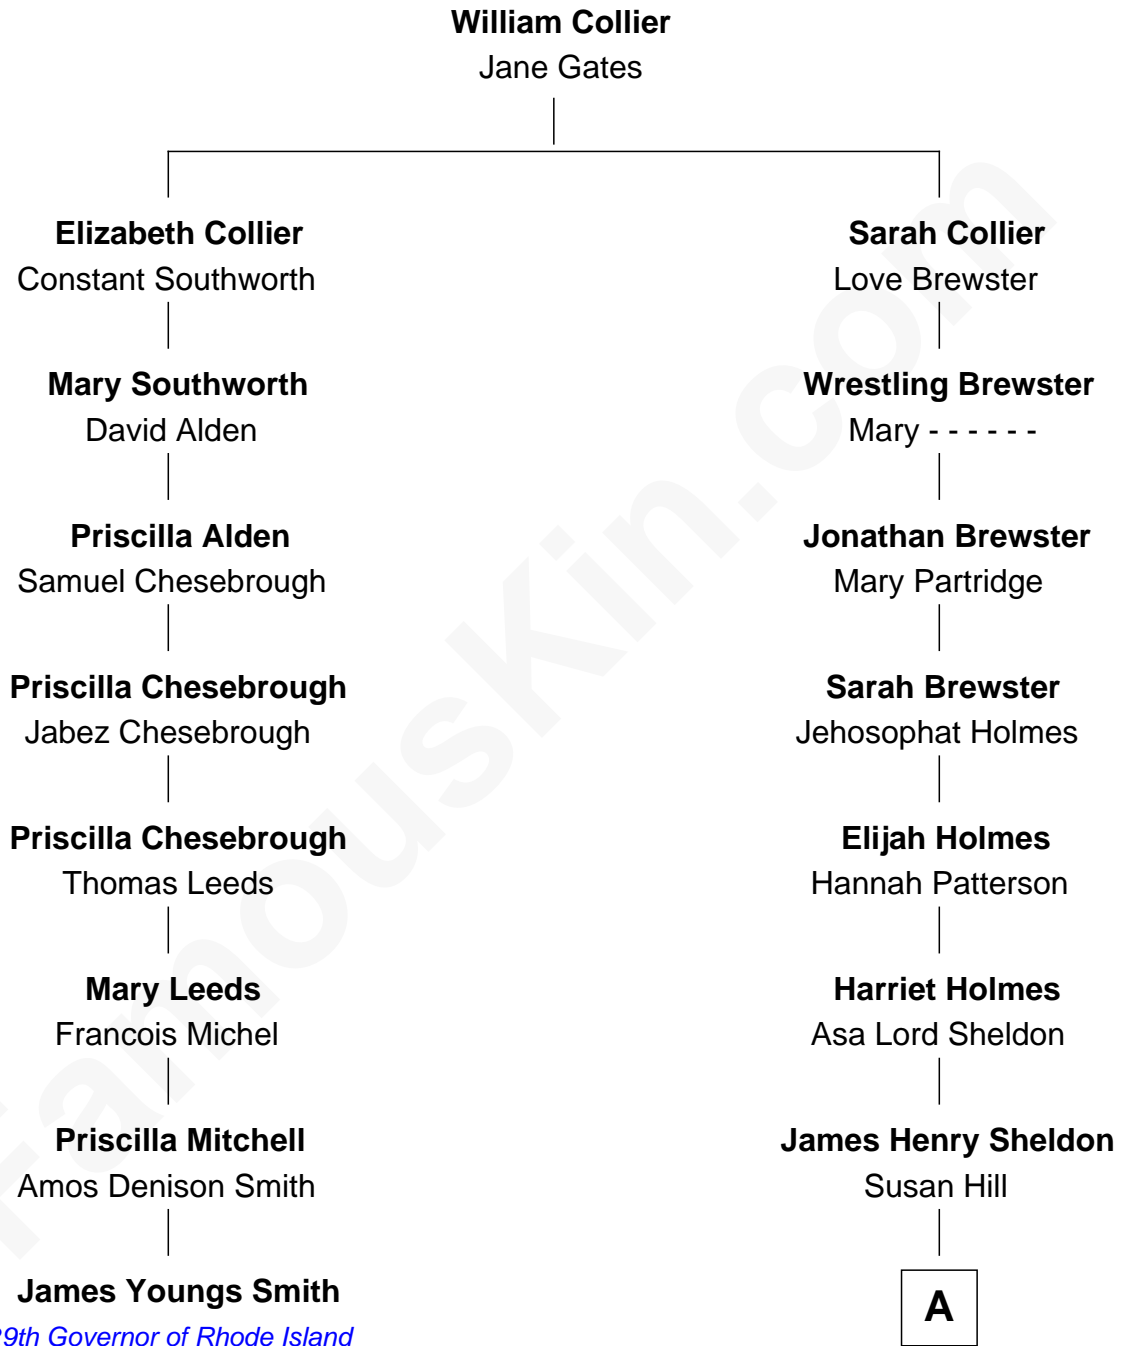 William Collier
Jane Gates
Elizabeth Collier
Constant Southworth
Sarah Collier
Love Brewster
Mary Southworth
David Alden
Wrestling Brewster
Mary - - - - - -
Priscilla Alden
Samuel Chesebrough
Jonathan Brewster
Mary Partridge
Priscilla Chesebrough
Jabez Chesebrough
Sarah Brewster
Jehosophat Holmes
Priscilla Chesebrough
Thomas Leeds
Elijah Holmes
Hannah Patterson
Mary Leeds
Francois Michel
Harriet Holmes
Asa Lord Sheldon
Priscilla Mitchell
Amos Denison Smith
James Henry Sheldon
Susan Hill
James Youngs Smith
9th Governor of Rhode Island
A
FamousKin.com